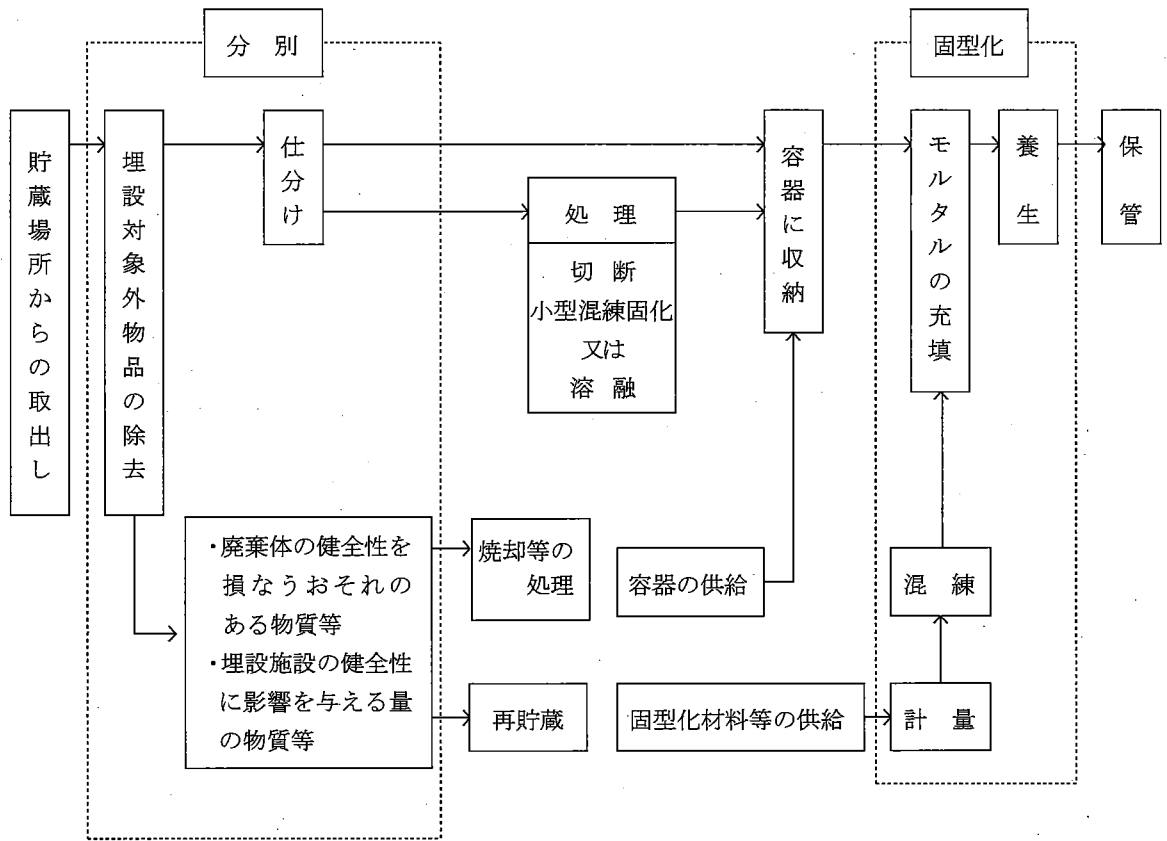 分別
固型化
貯蔵場所からの取出し
埋設対象外物品の除去
仕分け
処理
切断
小型混練固化
又は
溶融
容器に収納
モルタルの充填
養生
保管
・廃棄体の健全性を
損なうおそれの
ある物質等
・埋設施設の健全性
に影響を与える量
の物質等
焼却等の
処理
再貯蔵
容器の供給
固型化材料等の供給
混練
計量